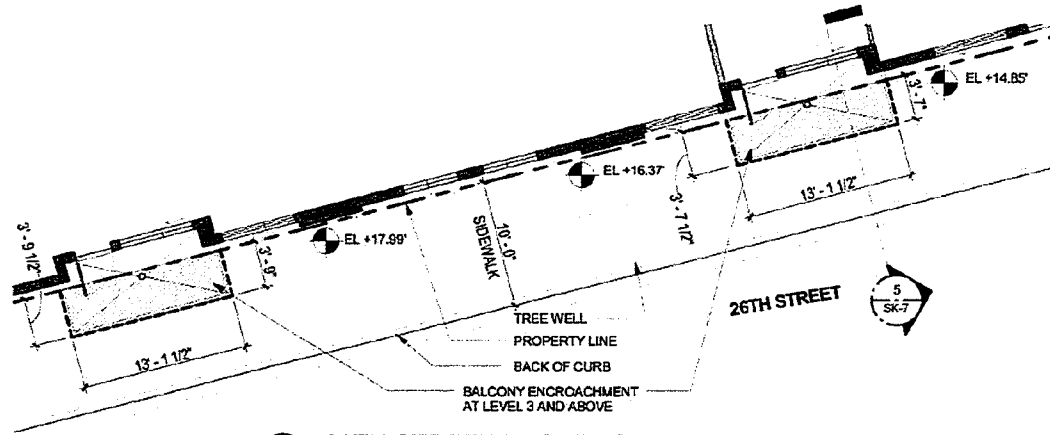 EL +14.85'
3' - 7"
EL +16.37'
13' - 1 1/2"
3' - 7 1/2"
3' - 9 1/2"
EL +17.99'
3' - 9"
10' - 0"
SIDEWALK
26TH STREET
5
SK-7
TREE WELL
PROPERTY LINE
13' - 1 1/2"
BACK OF CURB
BALCONY ENCROACHMENT
AT LEVEL 3 AND ABOVE